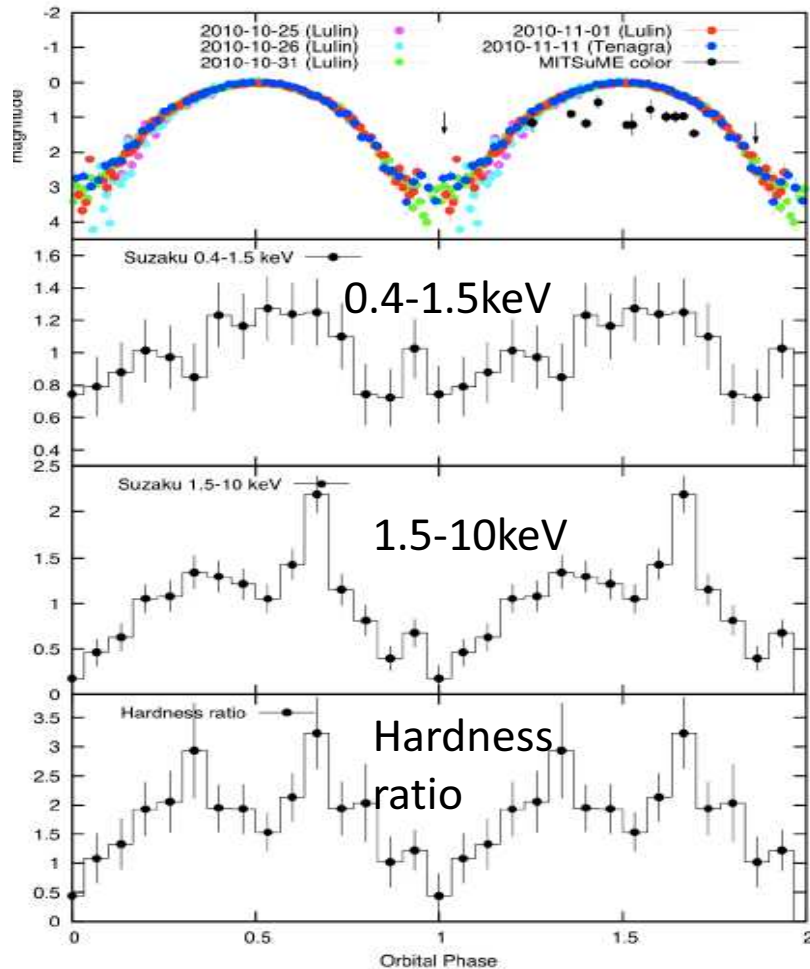 -2
-1
0
1
2
3
4
magnitude
2010-10-25 (Lulin)
2010-10-26 (Lulin)
2010-10-31 (Lulin)
2010-11-01 (Lulin)
2010-11-11 (Tenagra)
MITSuME color
1.6
1.4
1.2
1
0.8
0.6
0.4
Suzaku 0.4-1.5 keV
0.4-1.5keV
2.5
2
1.5
1
0.5
0
Suzaku 1.5-10 keV
1.5-10keV
3.5
3
2.5
2
1.5
1
0.5
0
Hardness ratio
Hardness
ratio
0 0.5 1 1.5 2
Orbital Phase